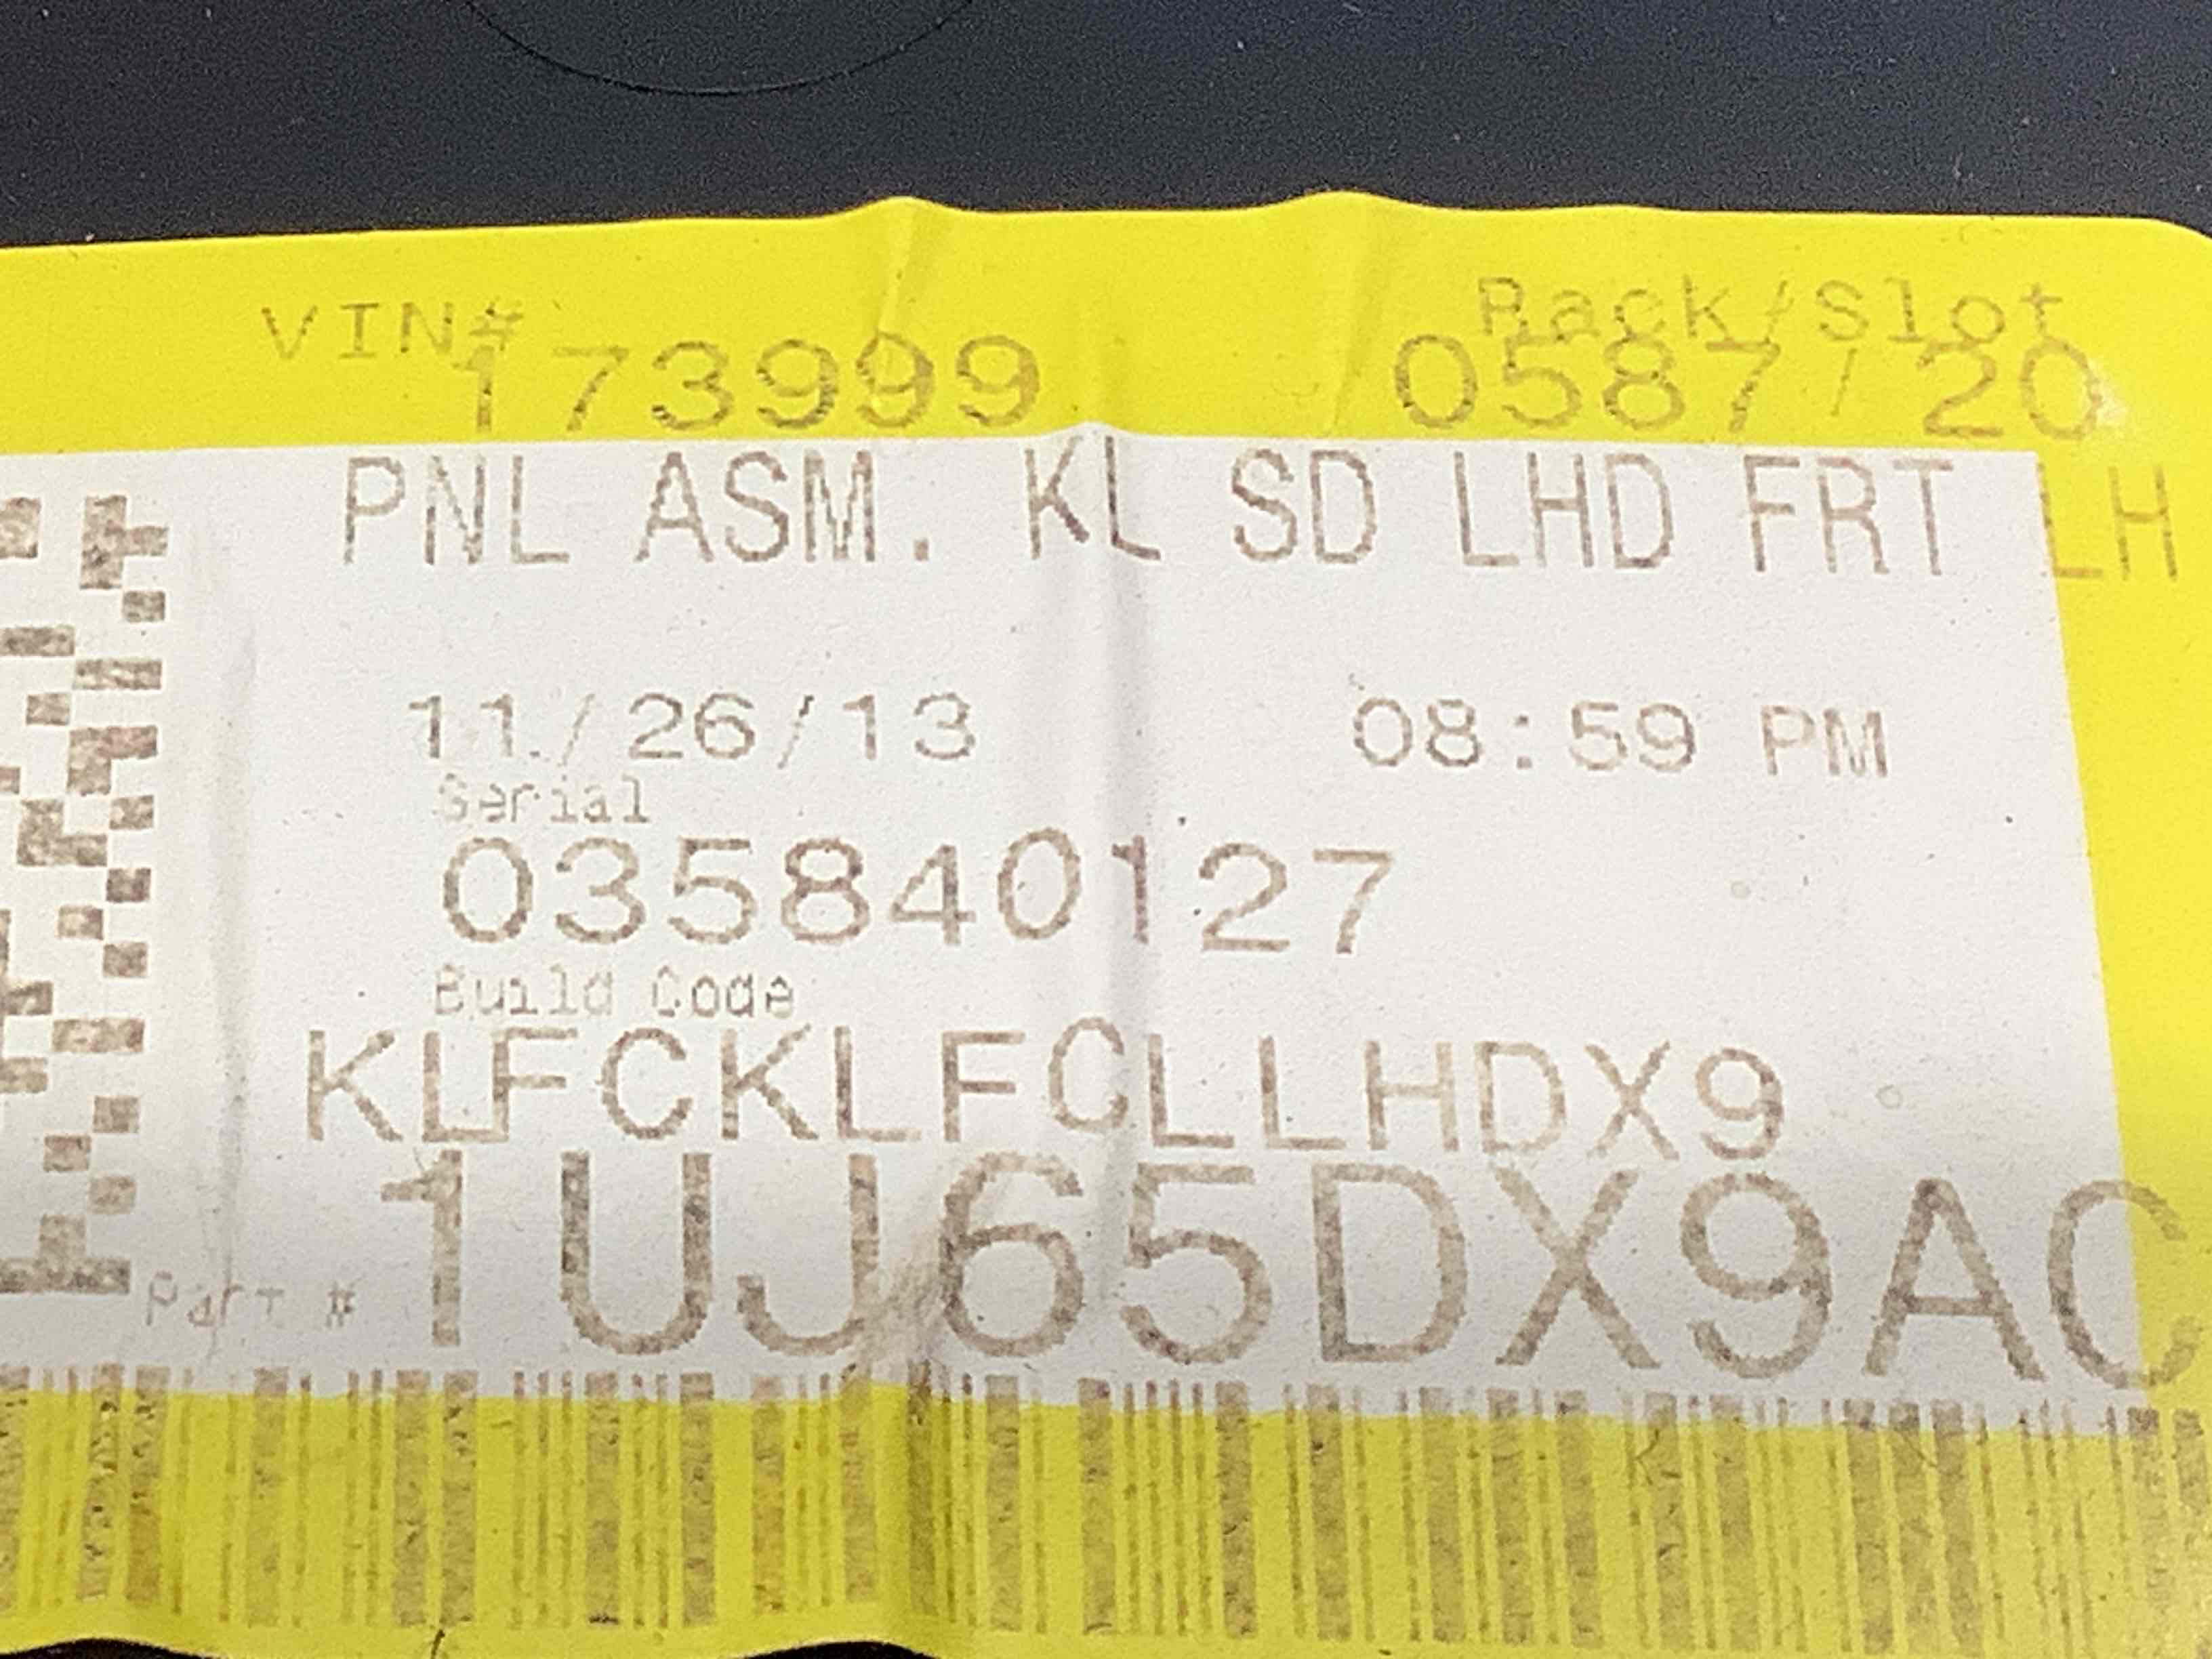 VIN# Rack/Slot
173999 0587/20
PNL ASM. KL SD LHD FRT LH
11/26/13 08:59 PM
Serial
035840127
Build Code
KLFCKLFCLLHDX9
Part # 1UJ65DX9AC